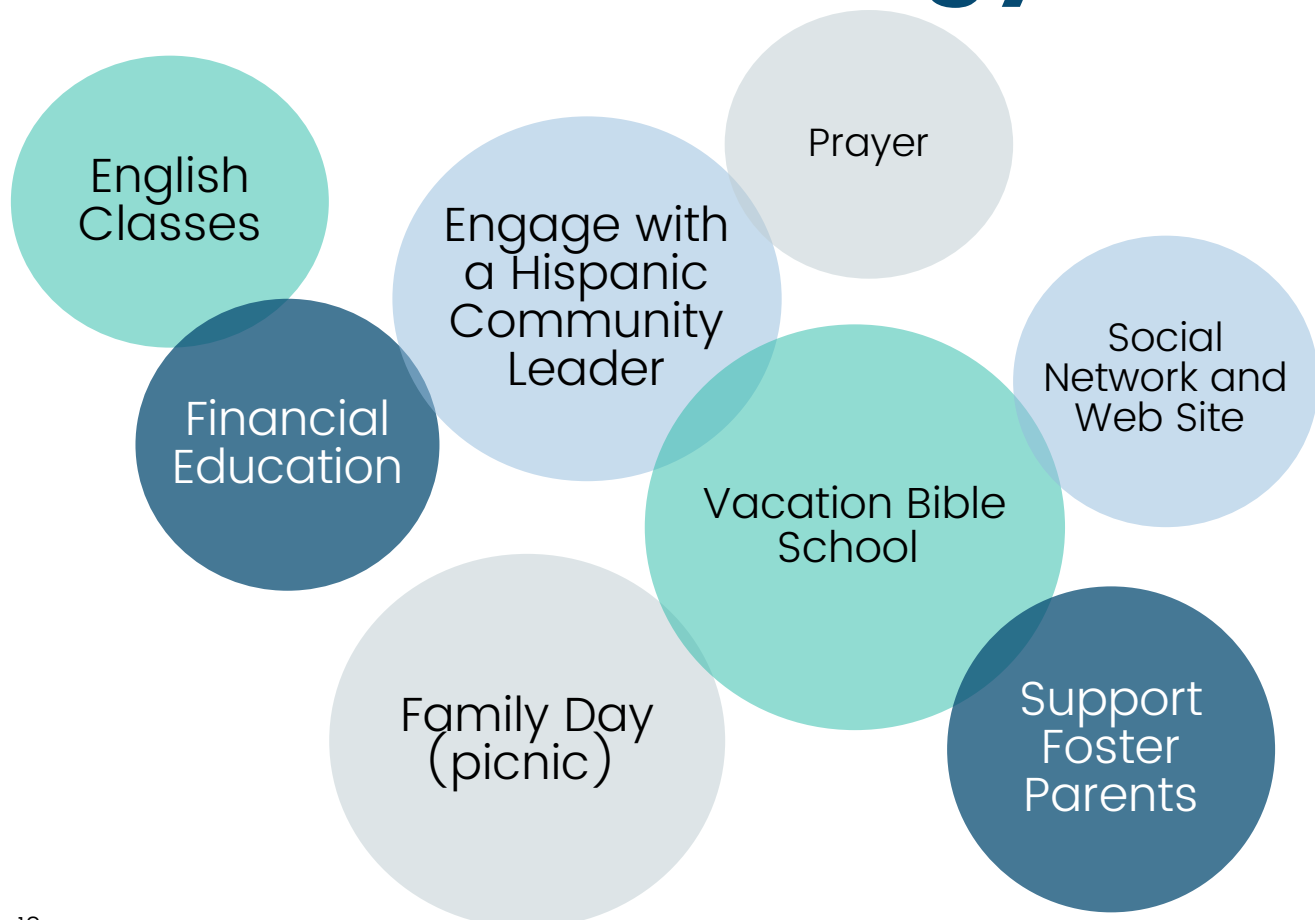 Prayer
English
Classes
Engage with
a Hispanic
Community
Leader
Social
Network and
Web Site
Financial
Education
Vacation Bible
School
Family Day
(picnic)
Support
Foster
Parents